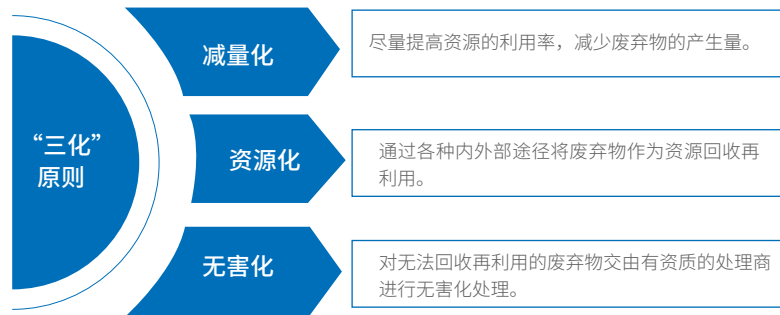 “三化”
原则
减量化
尽量提高资源的利用率，减少废弃物的产生量。
资源化
通过各种内外部途径将废弃物作为资源回收再
利用。
无害化
对无法回收再利用的废弃物交由有资质的处理商
进行无害化处理。